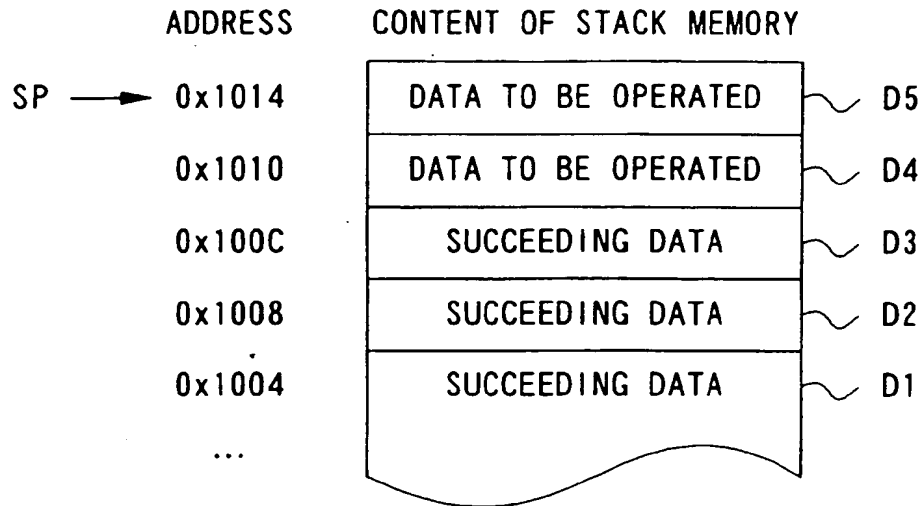 ADDRESS CONTENT OF STACK MEMORY
SP 0x1014 DATA TO BE OPERATED D5
0x1010 DATA TO BE OPERATED D4
0x100C SUCCEEDING DATA D3
0x1008 SUCCEEDING DATA D2
0x1004 SUCCEEDING DATA D1
...